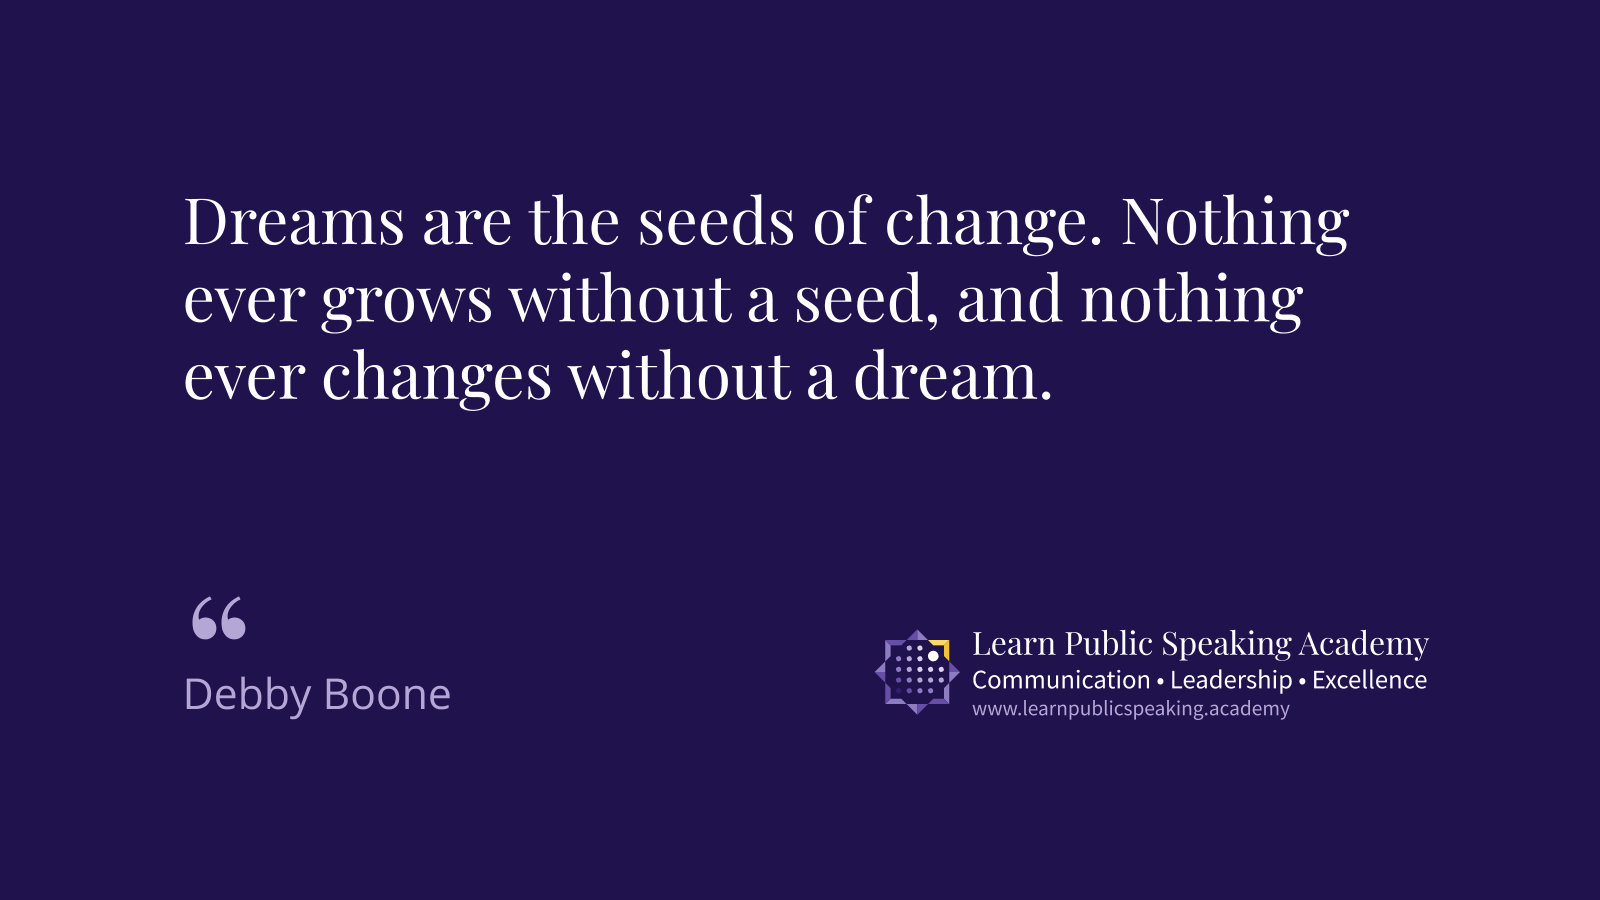 Dreams are the seeds of change. Nothing
ever grows without a seed, and nothing
ever changes without a dream.
“
Debby Boone
Learn Public Speaking Academy
Communication • Leadership • Excellence
www.learnpublicspeaking.academy